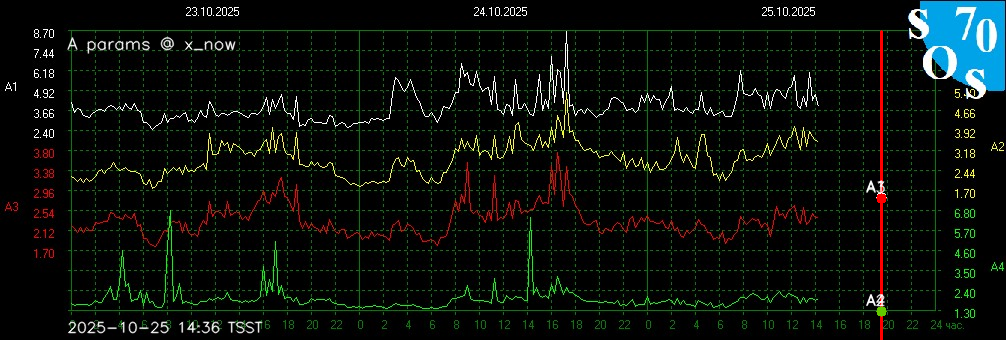 23.10.2025 24.10.2025 25.10.2025
S 70
O
S
A params @ x_now
8.70
7.44
6.18
4.92
3.66
2.40
A1
3.80
3.38
2.96
2.54
2.12
1.70
A3
5.40
4.66
3.92
3.18
2.44
1.70
A2
6.80
5.70
4.60
3.50
2.40
1.30
A4
2025-10-25 14:36 TSST
8 10 12 14 16 18 20 22 0 2 4 6 8 10 12 14 16 18 20 22 0 2 4 6 8 10 12 14 16 18 20 22 24 час.